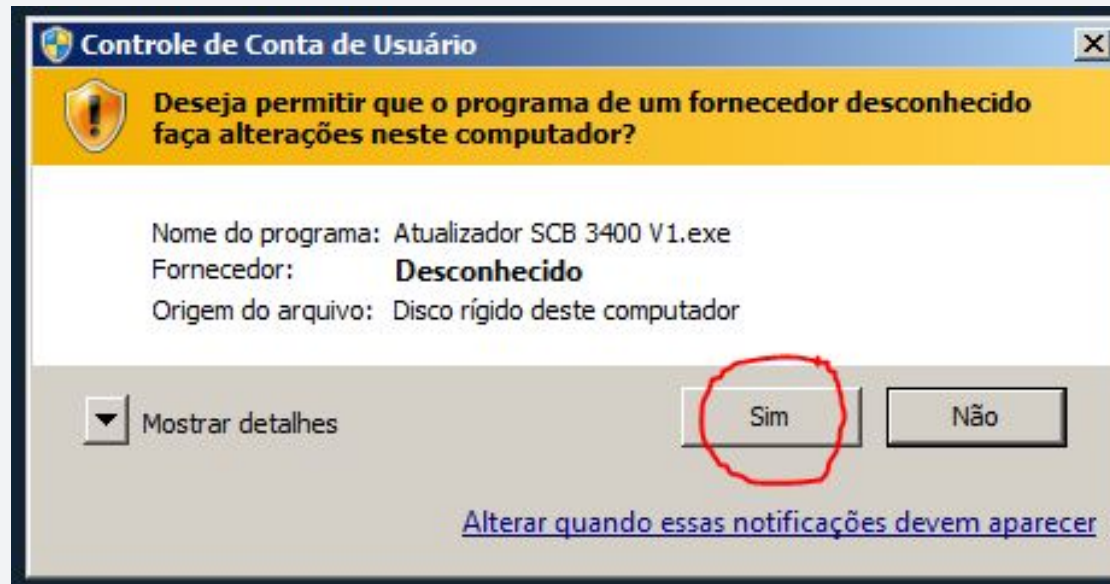 Controle de Conta de Usuário
Deseja permitir que o programa de um fornecedor desconhecido
faça alterações neste computador?
Nome do programa: Atualizador SCB 3400 V1.exe
Fornecedor: Desconhecido
Origem do arquivo: Disco rígido deste computador
Mostrar detalhes Sim Não
Alterar quando essas notificações devem aparecer